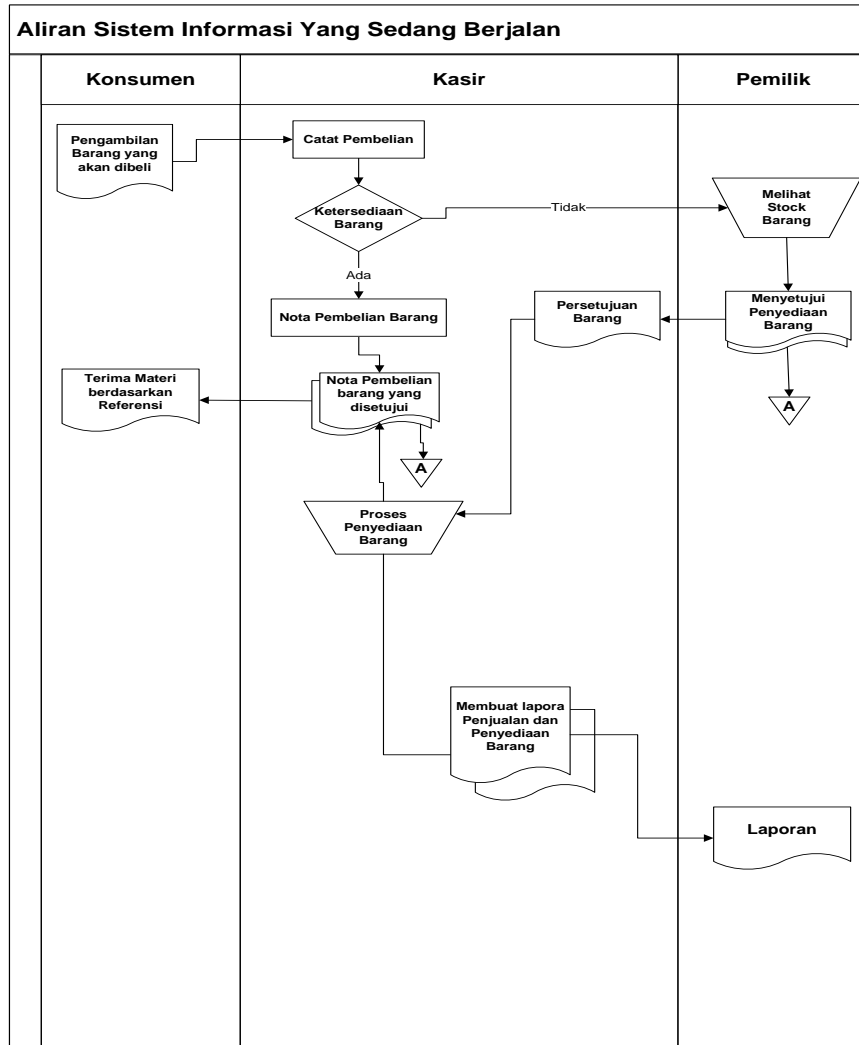 Aliran Sistem Informasi Yang Sedang Berjalan
Konsumen
Kasir
Pemilik
Pengambilan
Barang yang
akan dibeli
Catat Pembelian
Ketersediaan
Barang
Tidak
Melihat
Stock
Barang
Ada
Nota Pembelian Barang
Persetujuan
Barang
Menyetujui
Penyediaan
Barang
Terima Materi
berdasarkan
Referensi
Nota Pembelian
barang yang
disetujui
A
A
Proses
Penyediaan
Barang
Membuat lapora
Penjualan dan
Penyediaan
Barang
Laporan